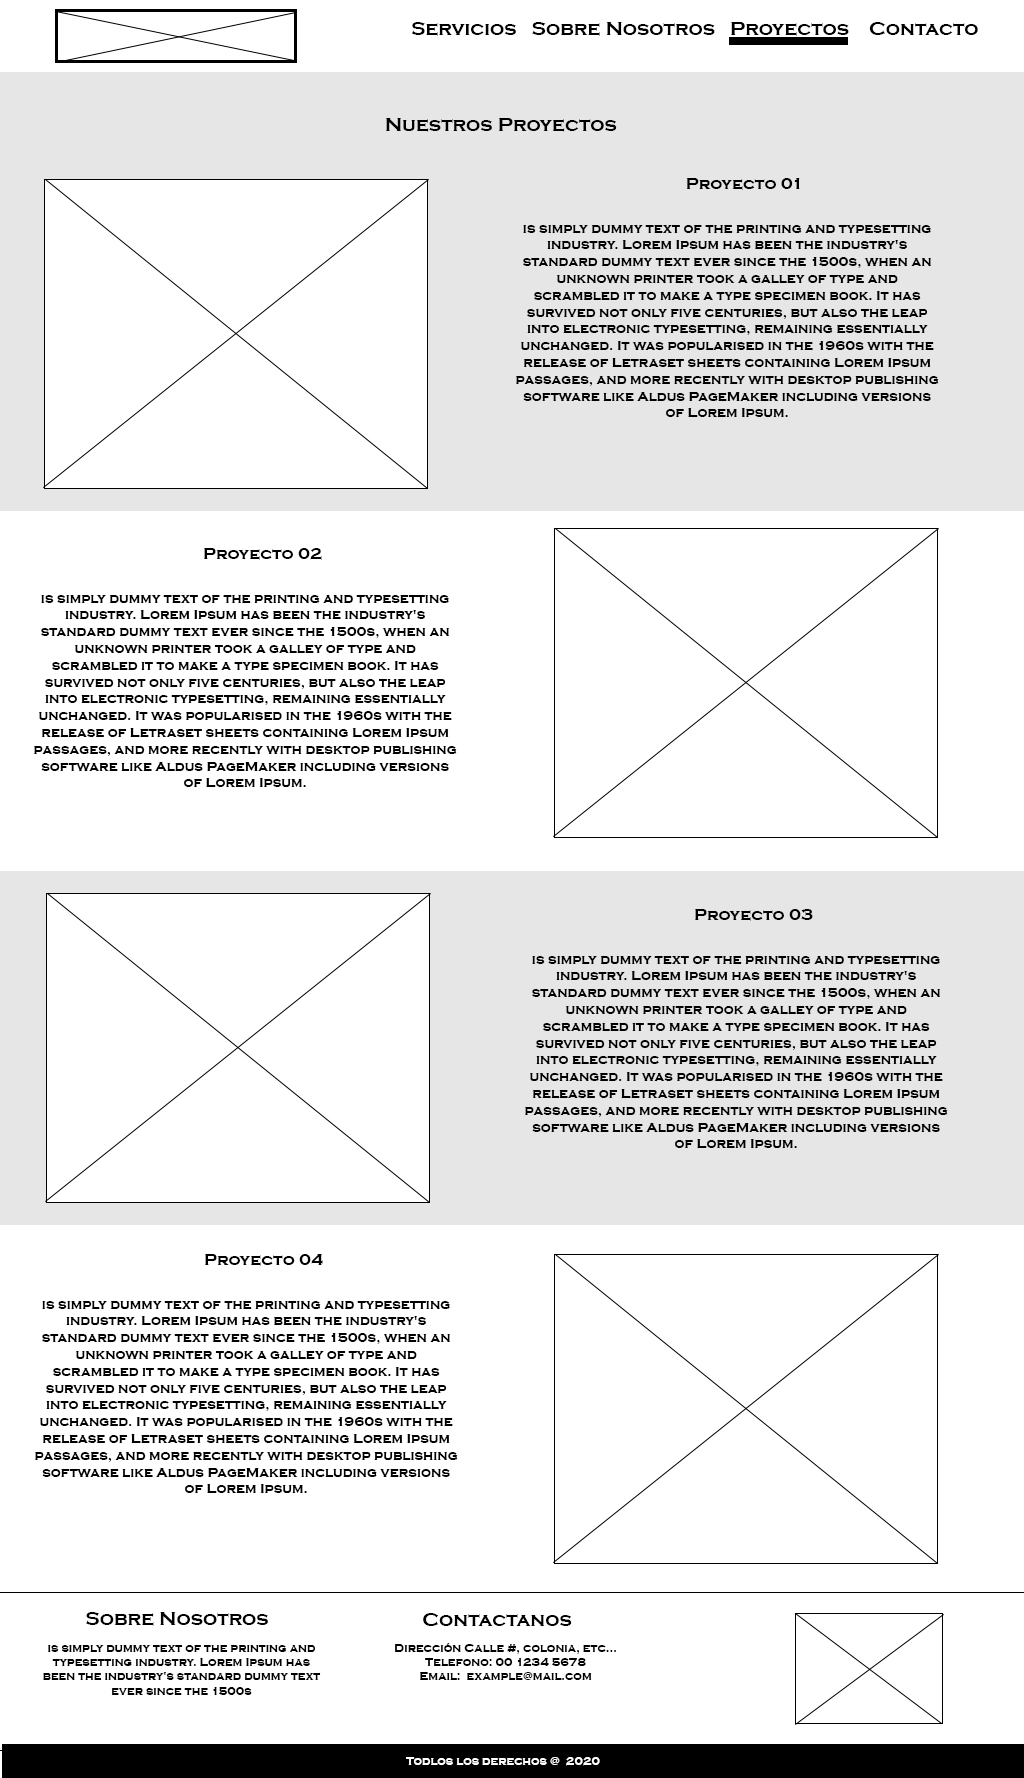 Servicios Sobre Nosotros Proyectos Contacto
Nuestros Proyectos
Proyecto 01
is simply dummy text of the printing and typesetting
industry. Lorem Ipsum has been the industry's
standard dummy text ever since the 1500s, when an
unknown printer took a galley of type and
scrambled it to make a type specimen book. It has
survived not only five centuries, but also the leap
into electronic typesetting, remaining essentially
unchanged. It was popularised in the 1960s with the
release of Letraset sheets containing Lorem Ipsum
passages, and more recently with desktop publishing
software like Aldus PageMaker including versions
of Lorem Ipsum.
Proyecto 02
is simply dummy text of the printing and typesetting
industry. Lorem Ipsum has been the industry's
standard dummy text ever since the 1500s, when an
unknown printer took a galley of type and
scrambled it to make a type specimen book. It has
survived not only five centuries, but also the leap
into electronic typesetting, remaining essentially
unchanged. It was popularised in the 1960s with the
release of Letraset sheets containing Lorem Ipsum
passages, and more recently with desktop publishing
software like Aldus PageMaker including versions
of Lorem Ipsum.
Proyecto 03
is simply dummy text of the printing and typesetting
industry. Lorem Ipsum has been the industry's
standard dummy text ever since the 1500s, when an
unknown printer took a galley of type and
scrambled it to make a type specimen book. It has
survived not only five centuries, but also the leap
into electronic typesetting, remaining essentially
unchanged. It was popularised in the 1960s with the
release of Letraset sheets containing Lorem Ipsum
passages, and more recently with desktop publishing
software like Aldus PageMaker including versions
of Lorem Ipsum.
Proyecto 04
is simply dummy text of the printing and typesetting
industry. Lorem Ipsum has been the industry's
standard dummy text ever since the 1500s, when an
unknown printer took a galley of type and
scrambled it to make a type specimen book. It has
survived not only five centuries, but also the leap
into electronic typesetting, remaining essentially
unchanged. It was popularised in the 1960s with the
release of Letraset sheets containing Lorem Ipsum
passages, and more recently with desktop publishing
software like Aldus PageMaker including versions
of Lorem Ipsum.
Sobre Nosotros
is simply dummy text of the printing and
typesetting industry. Lorem Ipsum has
been the industry's standard dummy text
ever since the 1500s
Contactanos
Dirección Calle #, colonia, etc...
Telefono: 00 1234 5678
Email: example@mail.com
Todlos los derechos @ 2020